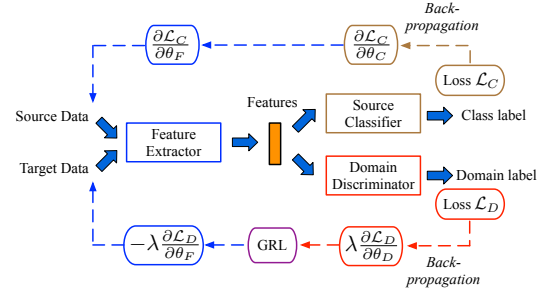 Back-
propagation
∂ℒ_C/∂θ_F
∂ℒ_C/∂θ_C
Loss ℒ_C
Source Data
Target Data
Feature
Extractor
Features
Source
Classifier
Class label
Domain
Discriminator
Domain label
Loss ℒ_D
−λ ∂ℒ_D/∂θ_F
GRL
λ ∂ℒ_D/∂θ_D
Back-
propagation